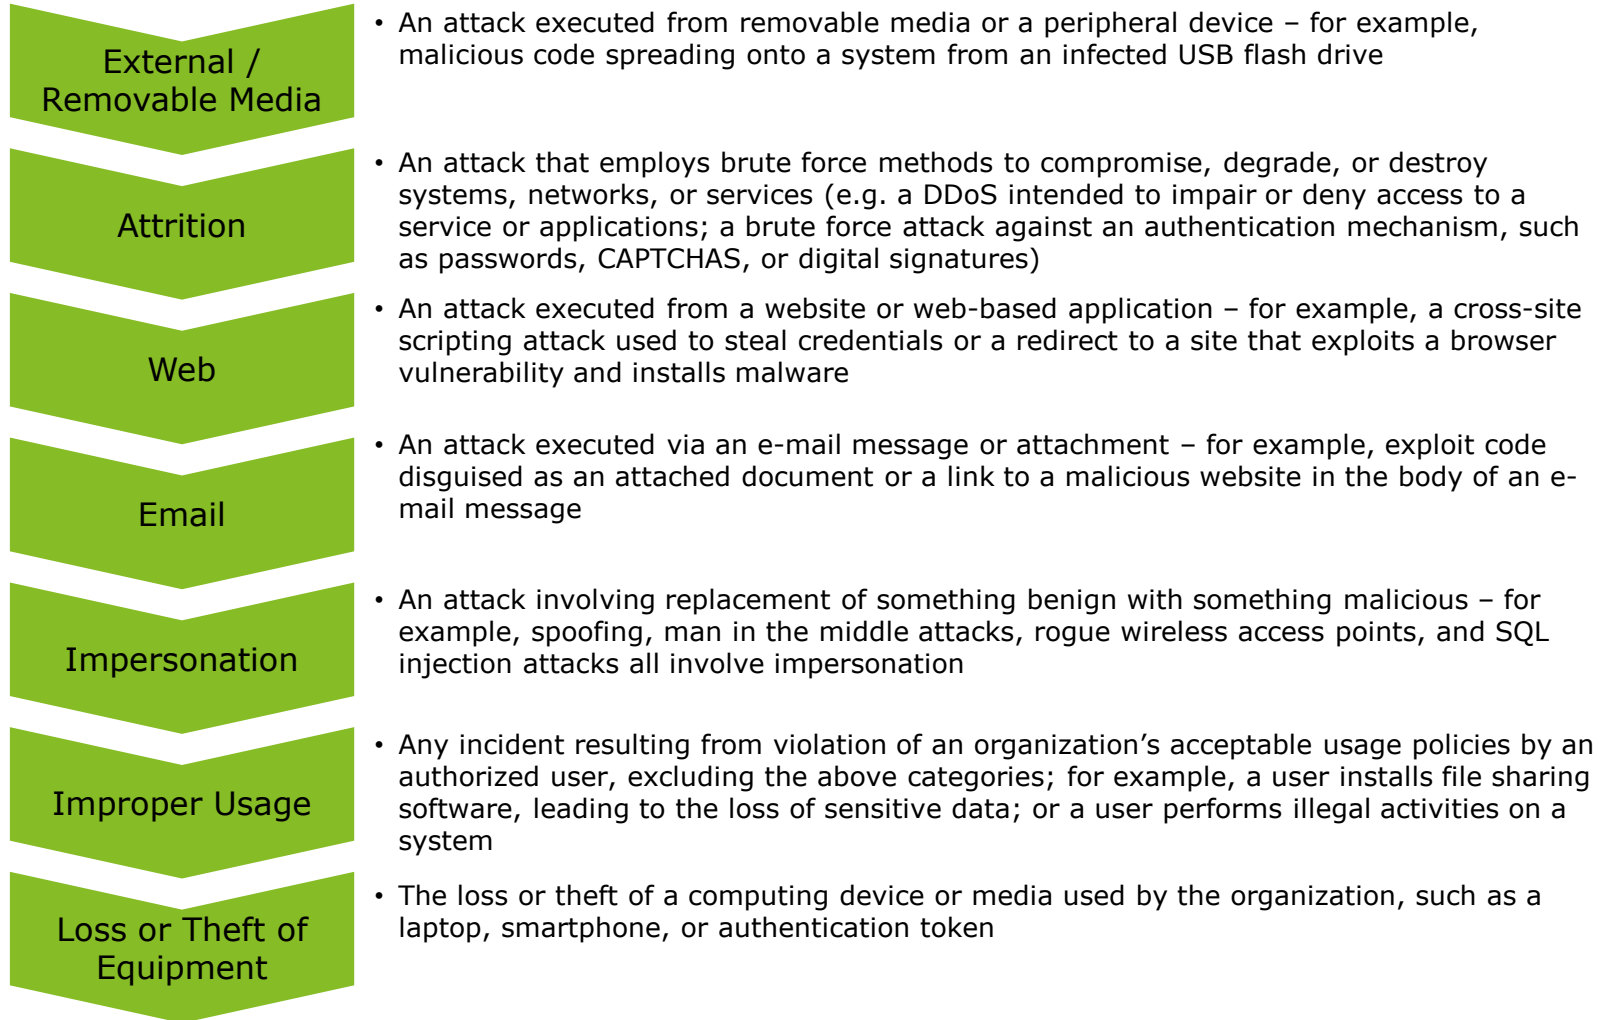 External /
Removable Media
• An attack executed from removable media or a peripheral device – for example,
malicious code spreading onto a system from an infected USB flash drive
Attrition
• An attack that employs brute force methods to compromise, degrade, or destroy
systems, networks, or services (e.g. a DDoS intended to impair or deny access to a
service or applications; a brute force attack against an authentication mechanism, such
as passwords, CAPTCHAS, or digital signatures)
Web
• An attack executed from a website or web-based application – for example, a cross-site
scripting attack used to steal credentials or a redirect to a site that exploits a browser
vulnerability and installs malware
Email
• An attack executed via an e-mail message or attachment – for example, exploit code
disguised as an attached document or a link to a malicious website in the body of an e-
mail message
Impersonation
• An attack involving replacement of something benign with something malicious – for
example, spoofing, man in the middle attacks, rogue wireless access points, and SQL
injection attacks all involve impersonation
Improper Usage
• Any incident resulting from violation of an organization’s acceptable usage policies by an
authorized user, excluding the above categories; for example, a user installs file sharing
software, leading to the loss of sensitive data; or a user performs illegal activities on a
system
Loss or Theft of
Equipment
• The loss or theft of a computing device or media used by the organization, such as a
laptop, smartphone, or authentication token